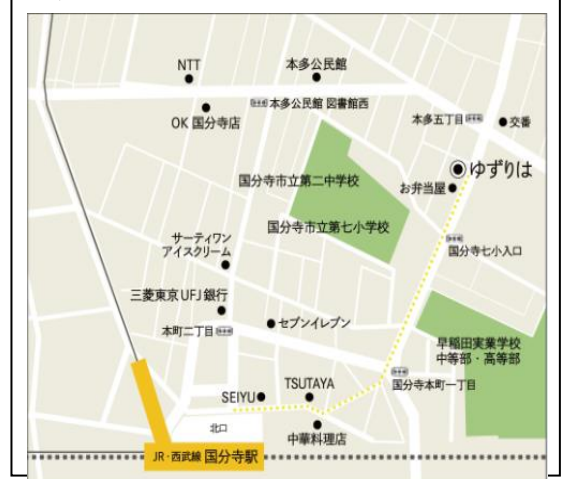 NTT
本多公民館
OK 国分寺店
本多公民館 図書館西
本多五丁目
交番
ゆずりは
お弁当屋
国分寺市立第二中学校
国分寺市立第七小学校
国分寺七小入口
サーティワン
アイスクリーム
三菱東京 UFJ 銀行
本町二丁目
セブンイレブン
早稲田実業学校
中等部・高等部
国分寺本町一丁目
SEIYU
TSUTAYA
北口
中華料理店
JR・西武線 国分寺駅